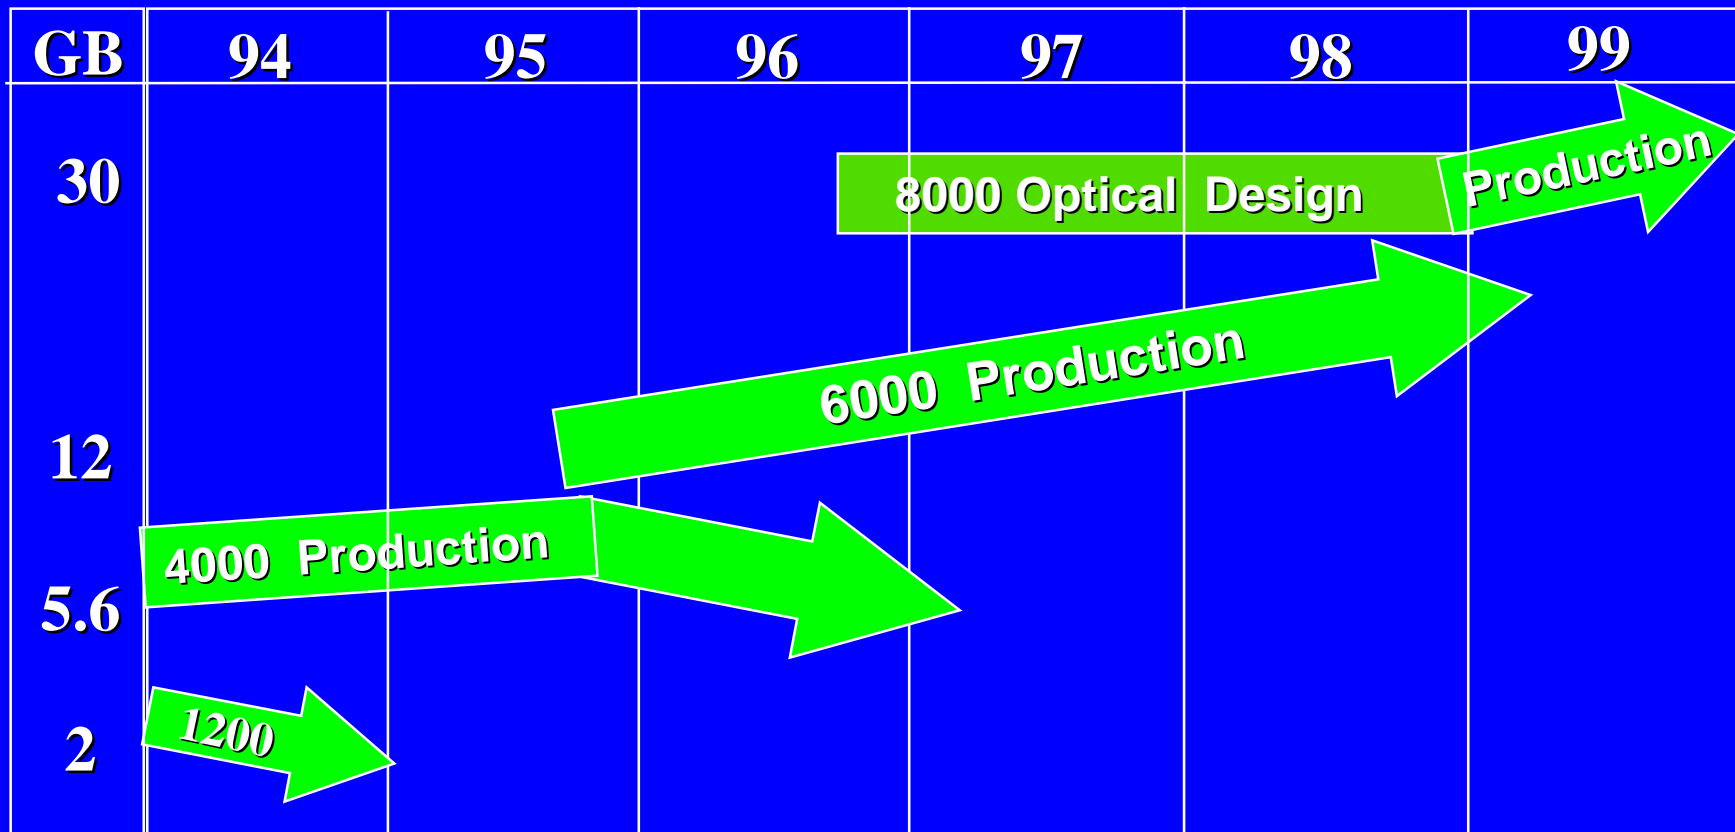 GB 94 95 96 97 98 99
30
8000 Optical Design
Production
6000 Production
12
4000 Production
5.6
1200
2